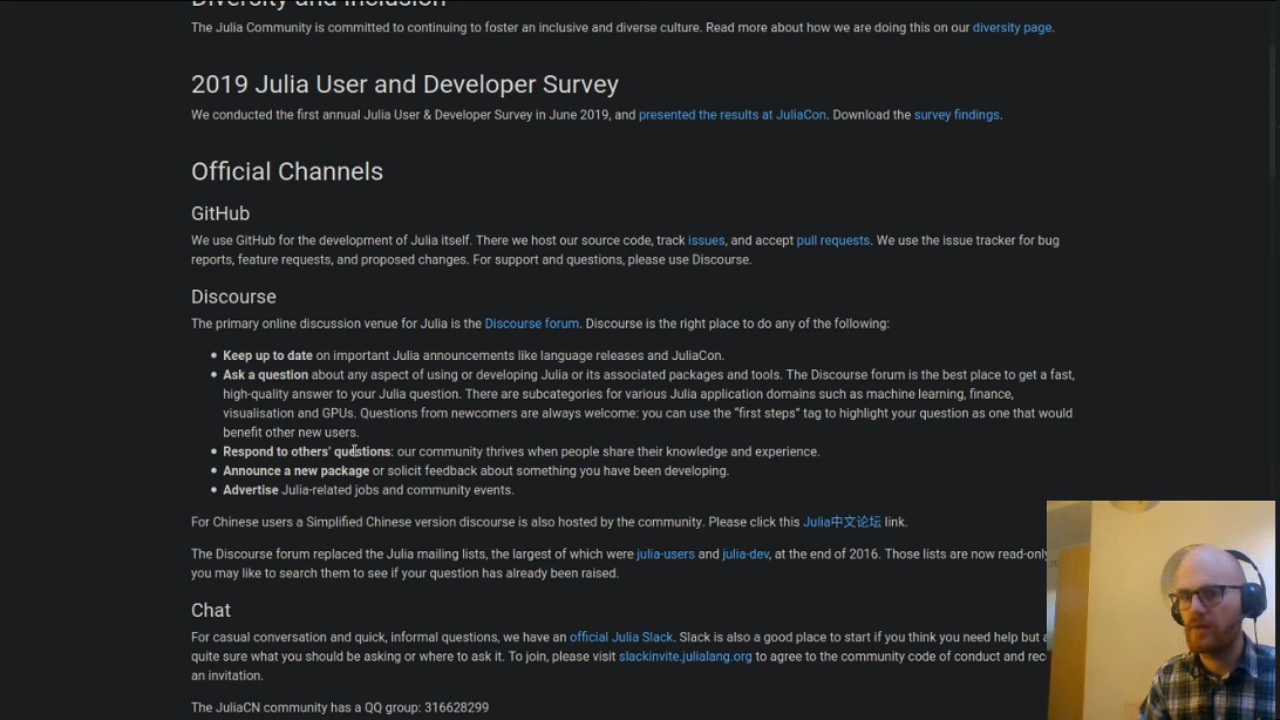 Diversity and Inclusion
The Julia Community is committed to continuing to foster an inclusive and diverse culture. Read more about how we are doing this on our diversity page.
2019 Julia User and Developer Survey
We conducted the first annual Julia User & Developer Survey in June 2019, and presented the results at JuliaCon. Download the survey findings.
Official Channels
GitHub
We use GitHub for the development of Julia itself. There we host our source code, track issues, and accept pull requests. We use the issue tracker for bug
reports, feature requests, and proposed changes. For support and questions, please use Discourse.
Discourse
The primary online discussion venue for Julia is the Discourse forum. Discourse is the right place to do any of the following:
• Keep up to date on important Julia announcements like language releases and JuliaCon.
• Ask a question about any aspect of using or developing Julia or its associated packages and tools. The Discourse forum is the best place to get a fast,
high-quality answer to your Julia question. There are subcategories for various Julia application domains such as machine learning, finance,
visualisation and GPUs. Questions from newcomers are always welcome: you can use the “first steps” tag to highlight your question as one that would
benefit other new users.
• Respond to others’ questions: our community thrives when people share their knowledge and experience.
• Announce a new package or solicit feedback about something you have been developing.
• Advertise Julia-related jobs and community events.
For Chinese users a Simplified Chinese version discourse is also hosted by the community. Please click this Julia中文论坛 link.
The Discourse forum replaced the Julia mailing lists, the largest of which were julia-users and julia-dev, at the end of 2016. Those lists are now read-only
you may like to search them to see if your question has already been raised.
Chat
For casual conversation and quick, informal questions, we have an official Julia Slack. Slack is also a good place to start if you think you need help but
quite sure what you should be asking or where to ask it. To join, please visit slackinvite.julialang.org to agree to the community code of conduct and
an invitation.
The JuliaCN community has a QQ group: 316628299